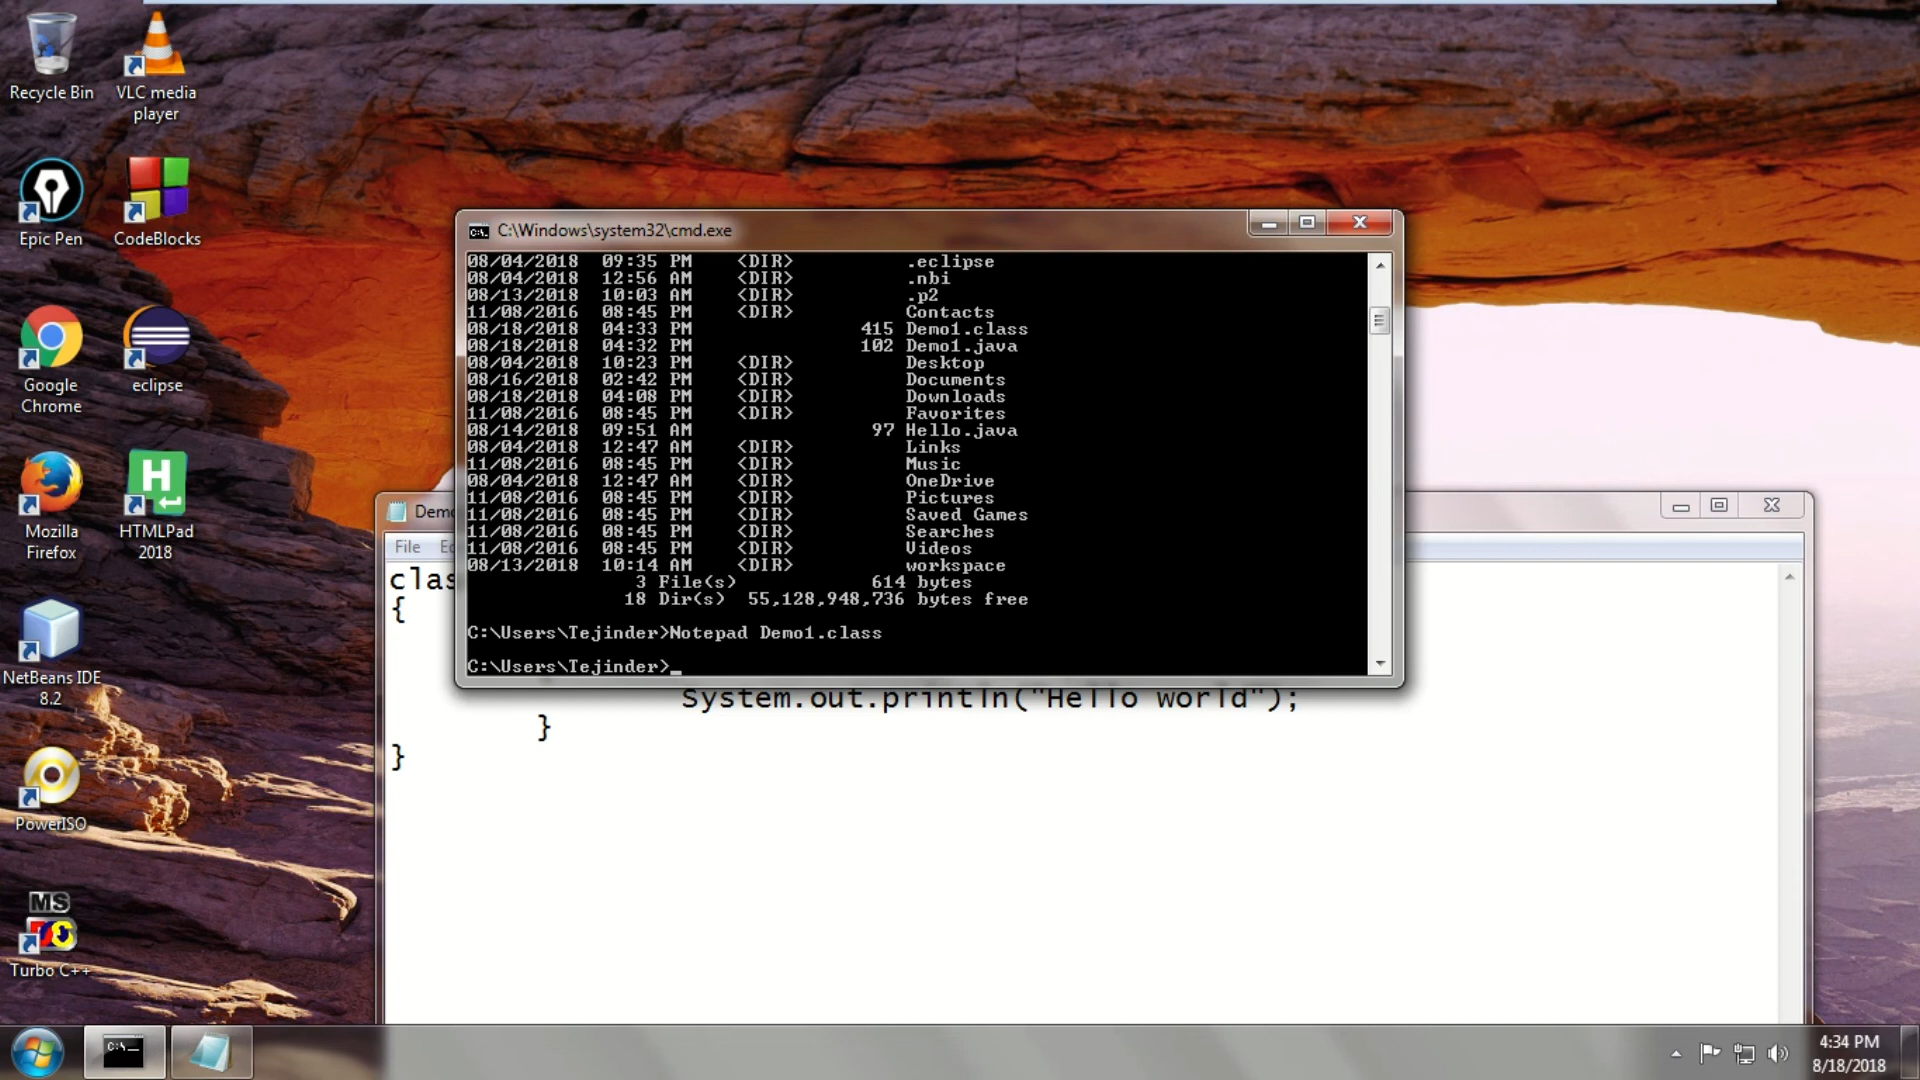 Recycle Bin
VLC media
player
Epic Pen
CodeBlocks
Google
Chrome
eclipse
Mozilla
Firefox
HTMLPad
2018
NetBeans IDE
8.2
PowerISO
MS
Turbo C++
C:\Windows\system32\cmd.exe
08/04/2018  09:35 PM    <DIR>          .eclipse
08/04/2018  12:56 AM    <DIR>          .nbi
08/13/2018  10:03 AM    <DIR>          .p2
11/08/2016  08:45 PM    <DIR>          Contacts
08/18/2018  04:33 PM               415 Demo1.class
08/18/2018  04:32 PM               102 Demo1.java
08/04/2018  10:23 PM    <DIR>          Desktop
08/16/2018  02:42 PM    <DIR>          Documents
08/18/2018  04:08 PM    <DIR>          Downloads
11/08/2016  08:45 PM    <DIR>          Favorites
08/14/2018  09:51 AM                97 Hello.java
08/04/2018  12:47 AM    <DIR>          Links
11/08/2016  08:45 PM    <DIR>          Music
08/04/2018  12:47 AM    <DIR>          OneDrive
11/08/2016  08:45 PM    <DIR>          Pictures
11/08/2016  08:45 PM    <DIR>          Saved Games
11/08/2016  08:45 PM    <DIR>          Searches
11/08/2016  08:45 PM    <DIR>          Videos
08/13/2018  10:14 AM    <DIR>          workspace
3 File(s)            614 bytes
18 Dir(s)  55,128,948,736 bytes free
C:\Users\Tejinder>Notepad Demo1.class
C:\Users\Tejinder>_
File
{
System.out.println("Hello world");
}
}
4:34 PM
8/18/2018